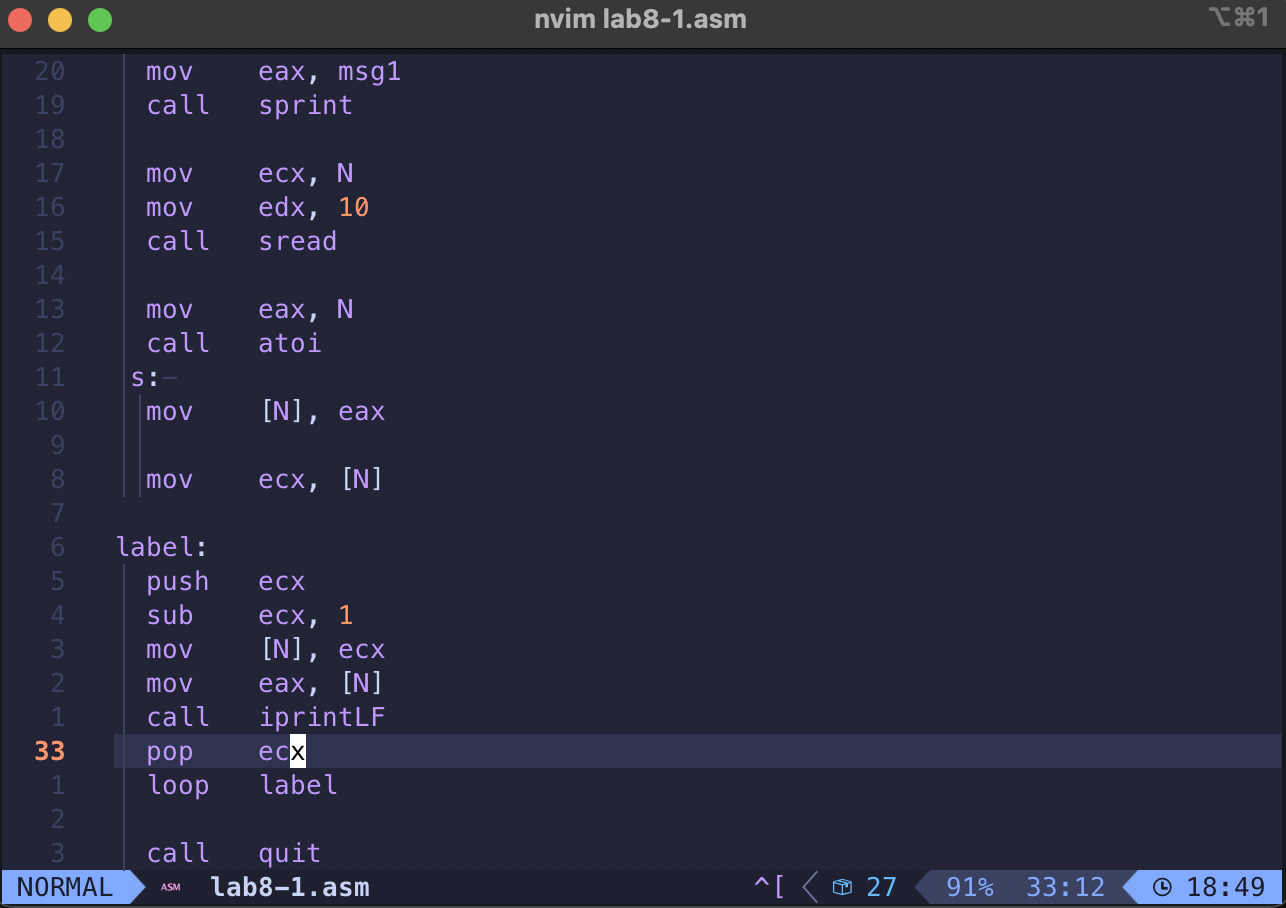 nvim lab8-1.asm
⌥⌘1
20 mov eax, msg1
19 call sprint
18
17 mov ecx, N
16 mov edx, 10
15 call sread
14
13 mov eax, N
12 call atoi
11 s:-
10 mov [N], eax
9
8 mov ecx, [N]
7
6 label:
5 push ecx
4 sub ecx, 1
3 mov [N], ecx
2 mov eax, [N]
1 call iprintLF
33 pop ecx
1 loop label
2
3 call quit
NORMAL ASM lab8-1.asm ^[ 27 91% 33:12 18:49